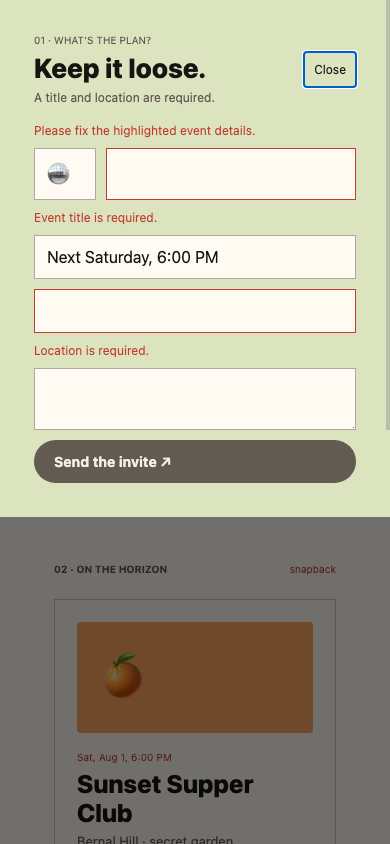 01 · WHAT'S THE PLAN?
Keep it loose.
Close
A title and location are required.
Please fix the highlighted event details.
Event title is required.
Next Saturday, 6:00 PM
Location is required.
Send the invite ↗
02 · ON THE HORIZON
snapback
Sat, Aug 1, 6:00 PM
Sunset Supper
Club
Bernal Hill · secret garden